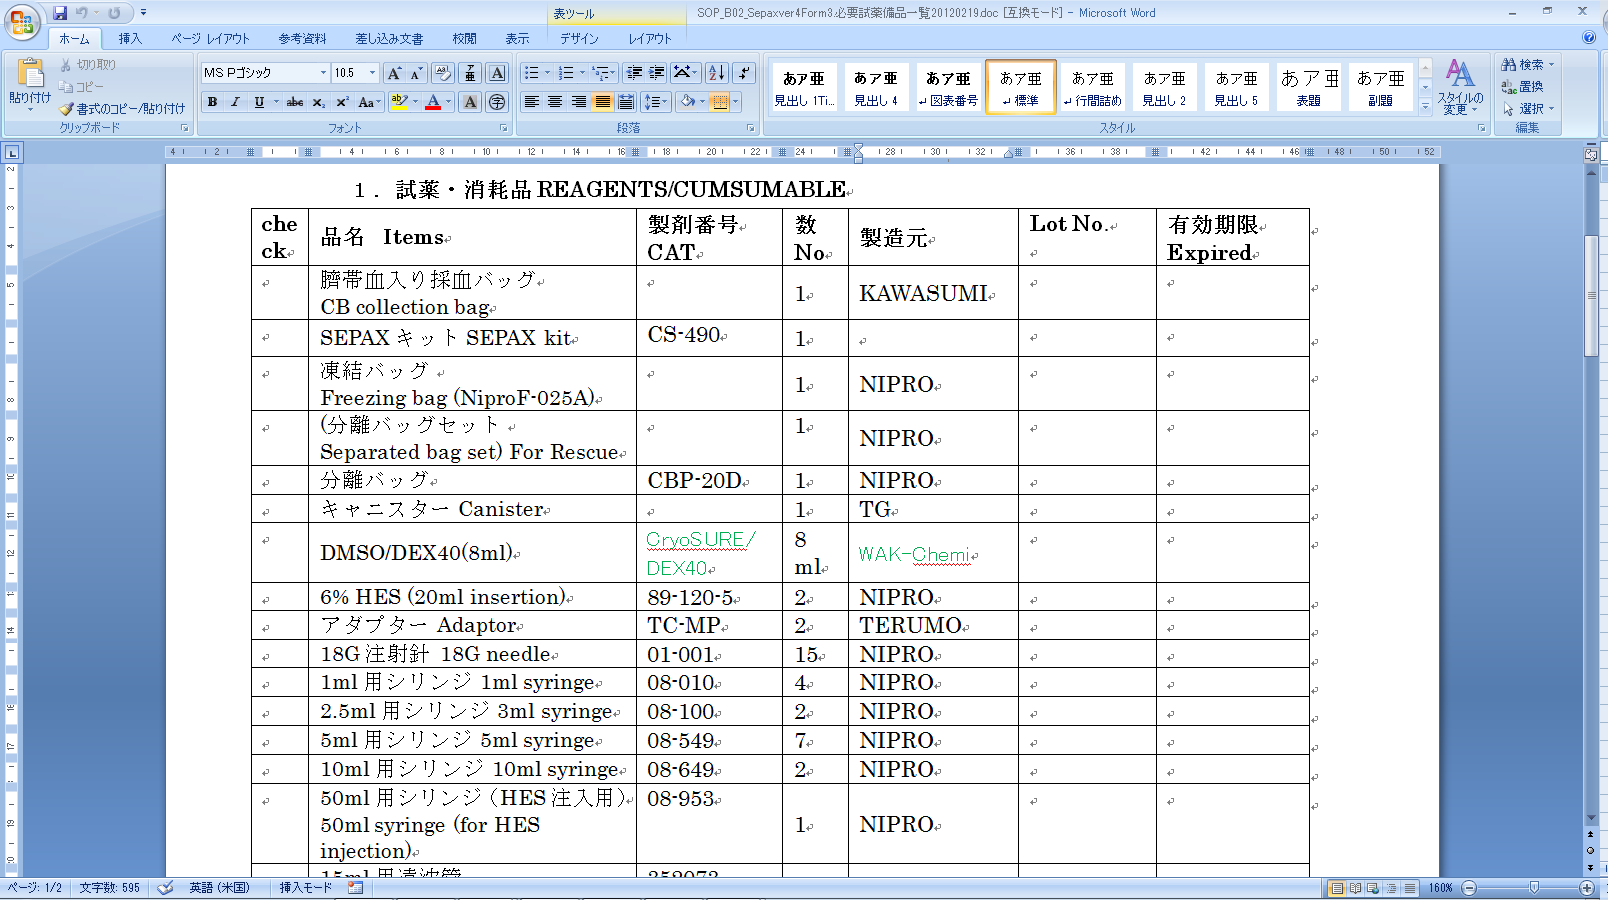 表ツール
SOP_B02_Sepaxver4Form3.必要試薬備品一覧20120219.doc [互換モード] - Microsoft Word
ホーム 挿入 ページ レイアウト 参考資料 差し込み文書 校閲 表示 デザイン レイアウト
貼り付け
切り取り
コピー
書式のコピー/貼り付け
クリップボード
MS Pゴシック 10.5
フォント
段落
あア亜 見出し 1Ti...
あア亜 見出し 4
あア亜 図表番号
あア亜 標準
あア亜 行間詰め
あア亜 見出し 2
あア亜 見出し 5
あア亜 表題
あア亜 副題
スタイルの変更
スタイル
検索
置換
選択
編集
1．試薬・消耗品 REAGENTS/CUMSUMABLE
check 品名 Items 製剤番号 CAT 数 No 製造元 Lot No. 有効期限 Expired
臍帯血入り採血バッグ
CB collection bag 1 KAWASUMI
SEPAX キット SEPAX kit CS-490 1
凍結バッグ
Freezing bag (NiproF-025A) 1 NIPRO
(分離バッグセット
Separated bag set) For Rescue 1 NIPRO
分離バッグ CBP-20D 1 NIPRO
キャニスター Canister 1 TG
DMSO/DEX40(8ml) CryoSURE/DEX40 8 ml WAK-Chemi
6% HES (20ml insertion) 89-120-5 2 NIPRO
アダプター Adaptor TC-MP 2 TERUMO
18G 注射針 18G needle 01-001 15 NIPRO
1ml 用シリンジ 1ml syringe 08-010 4 NIPRO
2.5ml 用シリンジ 3ml syringe 08-100 2 NIPRO
5ml 用シリンジ 5ml syringe 08-549 7 NIPRO
10ml 用シリンジ 10ml syringe 08-649 2 NIPRO
50ml 用シリンジ（HES 注入用）
50ml syringe (for HES
injection) 08-953 1 NIPRO
ページ: 1/2 文字数: 595 英語 (米国) 挿入モード 160%